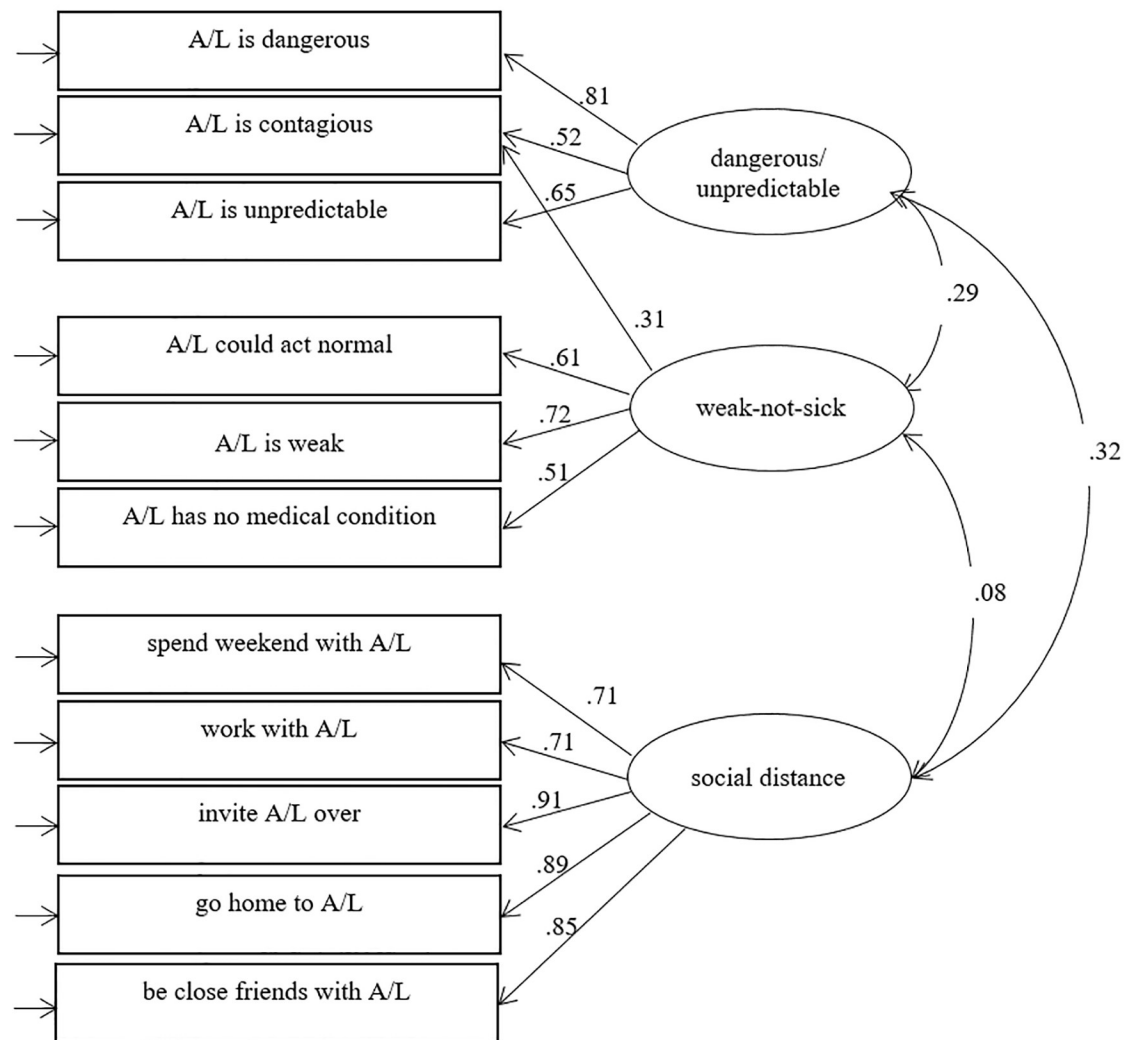 A/L is dangerous
.81
A/L is contagious
.52
dangerous/
unpredictable
.65
A/L is unpredictable
.29
.31
A/L could act normal
.61
weak-not-sick
.72
A/L is weak
.32
.51
A/L has no medical condition
.08
spend weekend with A/L
.71
work with A/L
.71
social distance
.91
invite A/L over
.89
go home to A/L
.85
be close friends with A/L